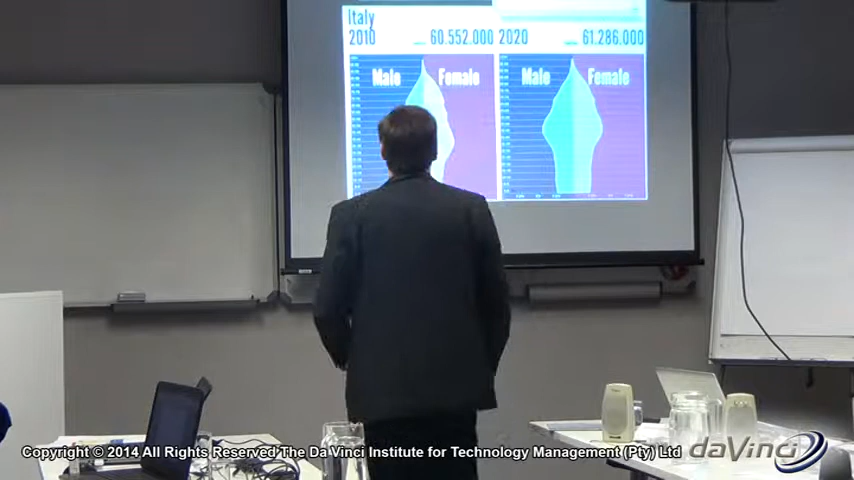 Italy
2010 60.552.000 2020 61.286.000
Male Female Male Female
Copyright © 2014 All Rights Reserved The Da Vinci Institute for Technology Management (Pty) Ltd
daVinci